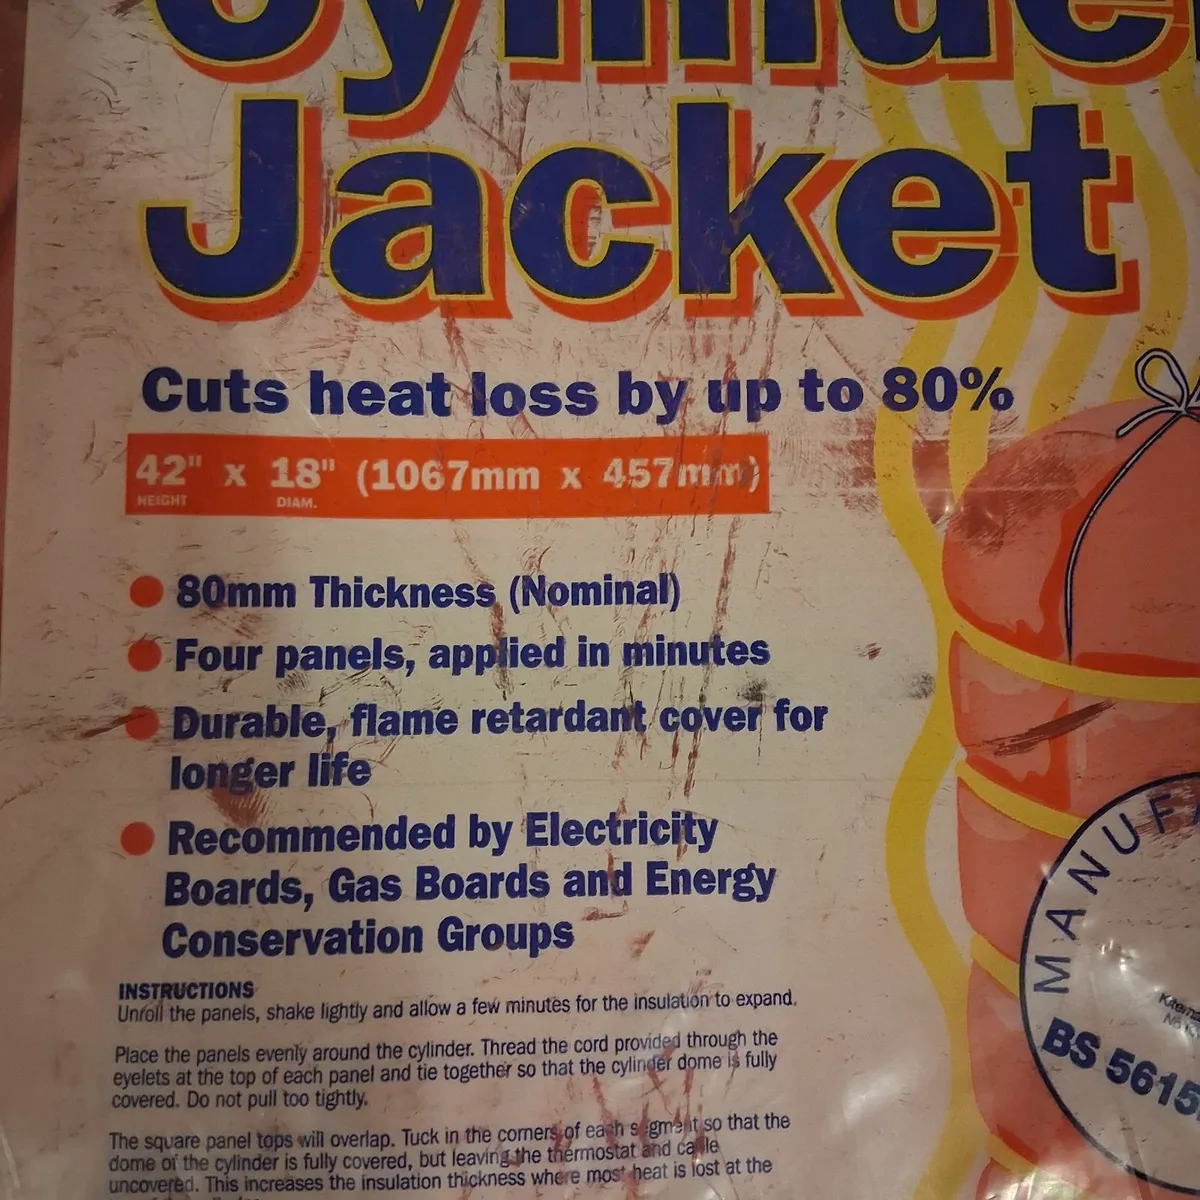 Cylinde
Jacket
Cuts heat loss by up to 80%
42" x 18" (1067mm x 457mm)
HEIGHT DIAM.
80mm Thickness (Nominal)
Four panels, applied in minutes
Durable, flame retardant cover for
longer life
Recommended by Electricity
Boards, Gas Boards and Energy
Conservation Groups
INSTRUCTIONS
Unroll the panels, shake lightly and allow a few minutes for the insulation to expand.
Place the panels evenly around the cylinder. Thread the cord provided through the
eyelets at the top of each panel and tie together so that the cylinder dome is fully
covered. Do not pull too tightly.
The square panel tops will overlap. Tuck in the corners of each segment so that the
dome of the cylinder is fully covered, but leaving the thermostat and cable
uncovered. This increases the insulation thickness where most heat is lost at the
MANUFA
BS 5615